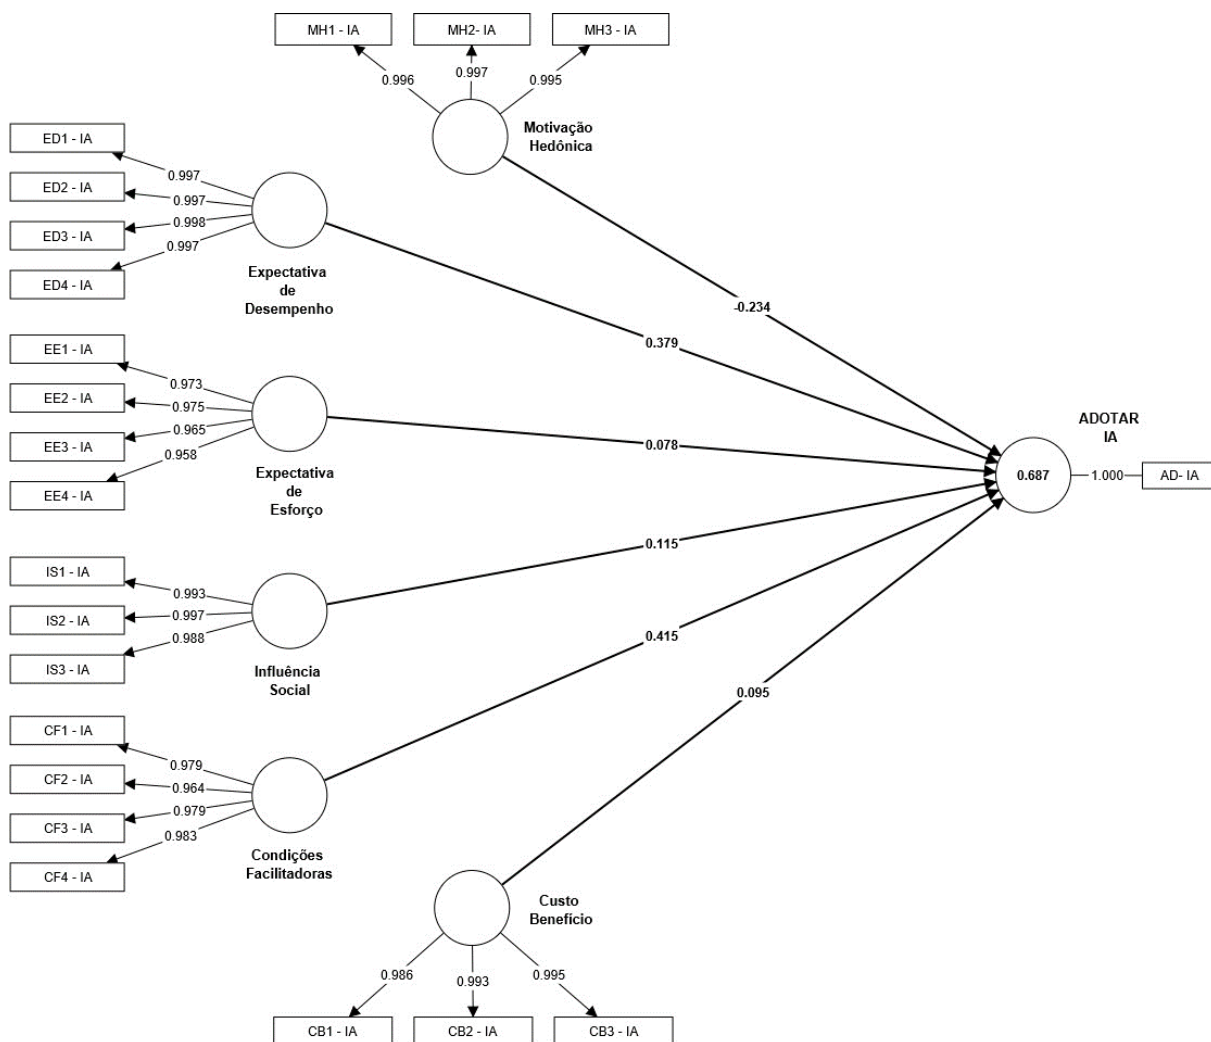 MH1 - IA
MH2- IA
MH3 - IA
0.996
0.997
0.995
Motivação
Hedônica
ED1 - IA
ED2 - IA
ED3 - IA
ED4 - IA
0.997
0.997
0.998
0.997
Expectativa
de
Desempenho
EE1 - IA
EE2 - IA
EE3 - IA
EE4 - IA
0.973
0.975
0.965
0.958
Expectativa
de
Esforço
IS1 - IA
IS2 - IA
IS3 - IA
0.993
0.997
0.988
Influência
Social
CF1 - IA
CF2 - IA
CF3 - IA
CF4 - IA
0.979
0.964
0.979
0.983
Condições
Facilitadoras
Custo
Benefício
0.986
0.993
0.995
CB1 - IA
CB2 - IA
CB3 - IA
-0.234
0.379
0.078
0.115
0.415
0.095
ADOTAR
IA
0.687
1.000
AD- IA